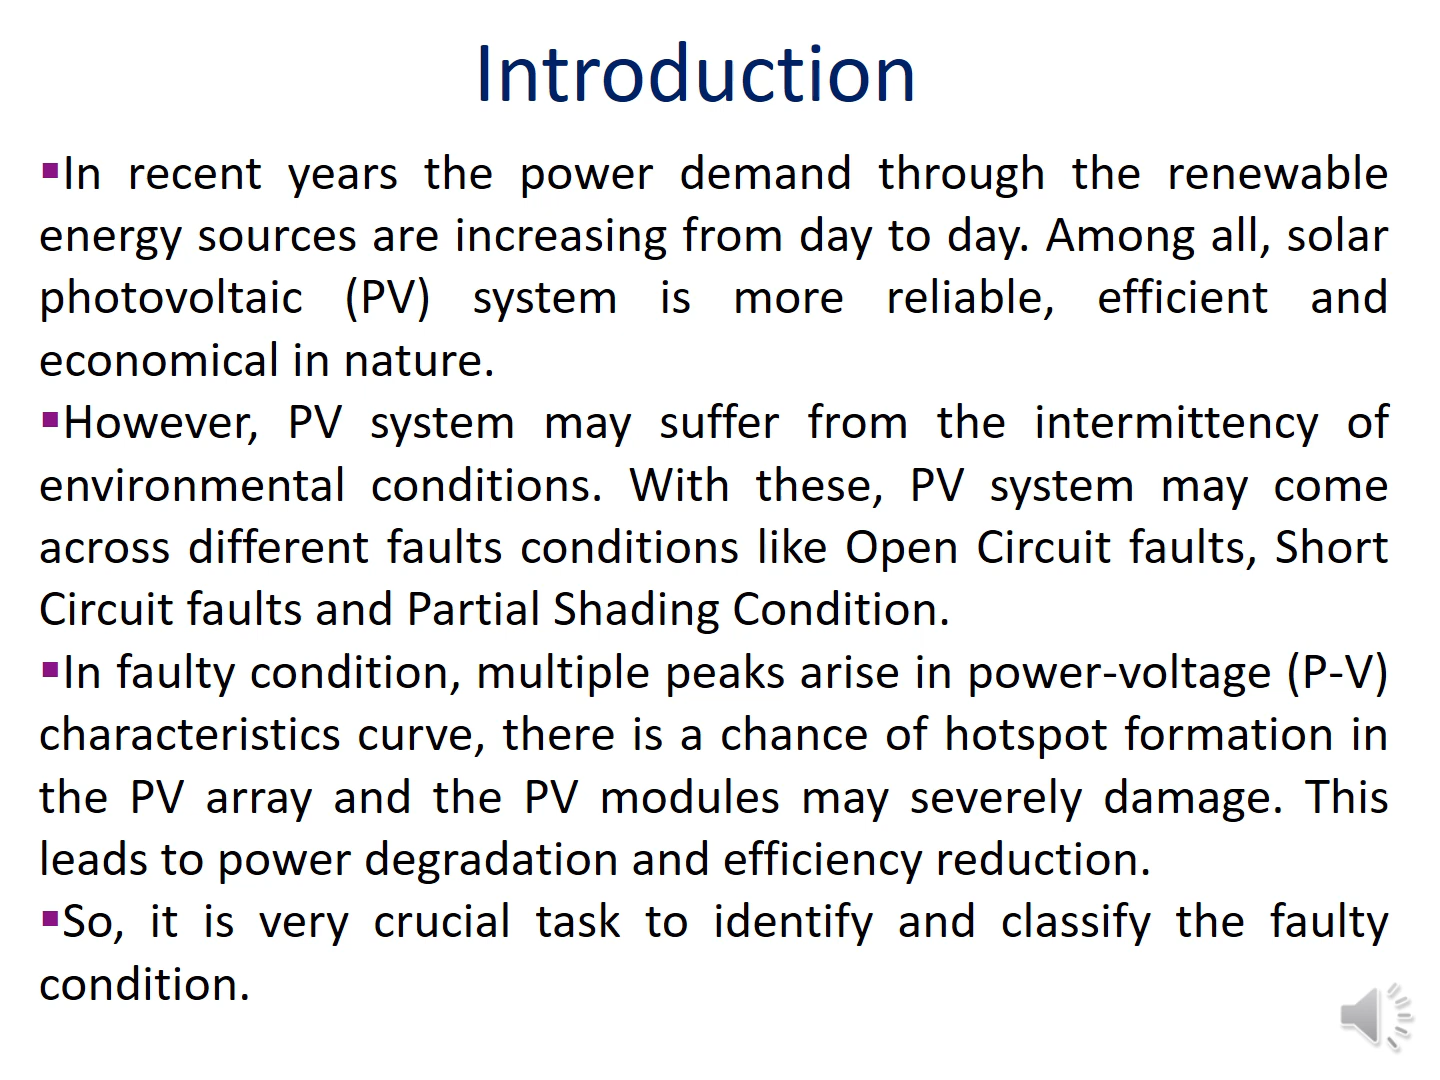 Introduction
▪In recent years the power demand through the renewable
energy sources are increasing from day to day. Among all, solar
photovoltaic (PV) system is more reliable, efficient and
economical in nature.
▪However, PV system may suffer from the intermittency of
environmental conditions. With these, PV system may come
across different faults conditions like Open Circuit faults, Short
Circuit faults and Partial Shading Condition.
▪In faulty condition, multiple peaks arise in power-voltage (P-V)
characteristics curve, there is a chance of hotspot formation in
the PV array and the PV modules may severely damage. This
leads to power degradation and efficiency reduction.
▪So, it is very crucial task to identify and classify the faulty
condition.